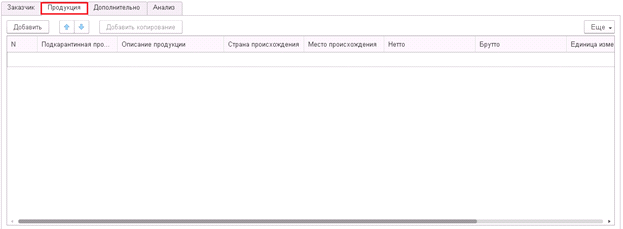 Заказчик Продукция Дополнительно Анализ
Добавить Добавить копирование Еще
N Подкарантинная про... Описание продукции Страна происхождения Место происхождения Нетто Брутто Единица изме